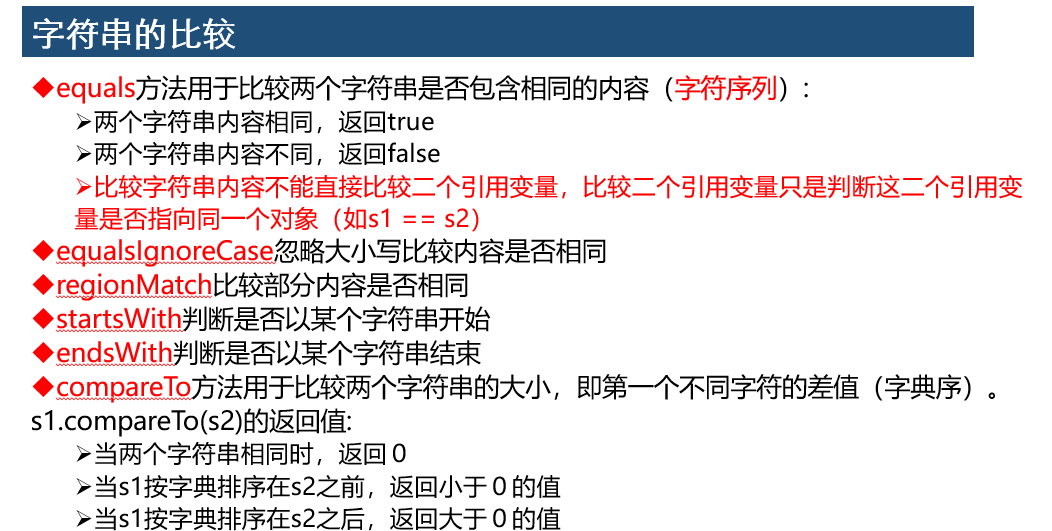 字符串的比较
◆equals方法用于比较两个字符串是否包含相同的内容（字符序列）:
➢两个字符串内容相同，返回true
➢两个字符串内容不同，返回false
➢比较字符串内容不能直接比较二个引用变量，比较二个引用变量只是判断这二个引用变
量是否指向同一个对象（如s1 == s2）
◆equalsIgnoreCase忽略大小写比较内容是否相同
◆regionMatch比较部分内容是否相同
◆startsWith判断是否以某个字符串开始
◆endsWith判断是否以某个字符串结束
◆compareTo方法用于比较两个字符串的大小，即第一个不同字符的差值（字典序）。
s1.compareTo(s2)的返回值:
➢当两个字符串相同时，返回０
➢当s1按字典排序在s2之前，返回小于０的值
➢当s1按字典排序在s2之后，返回大于０的值